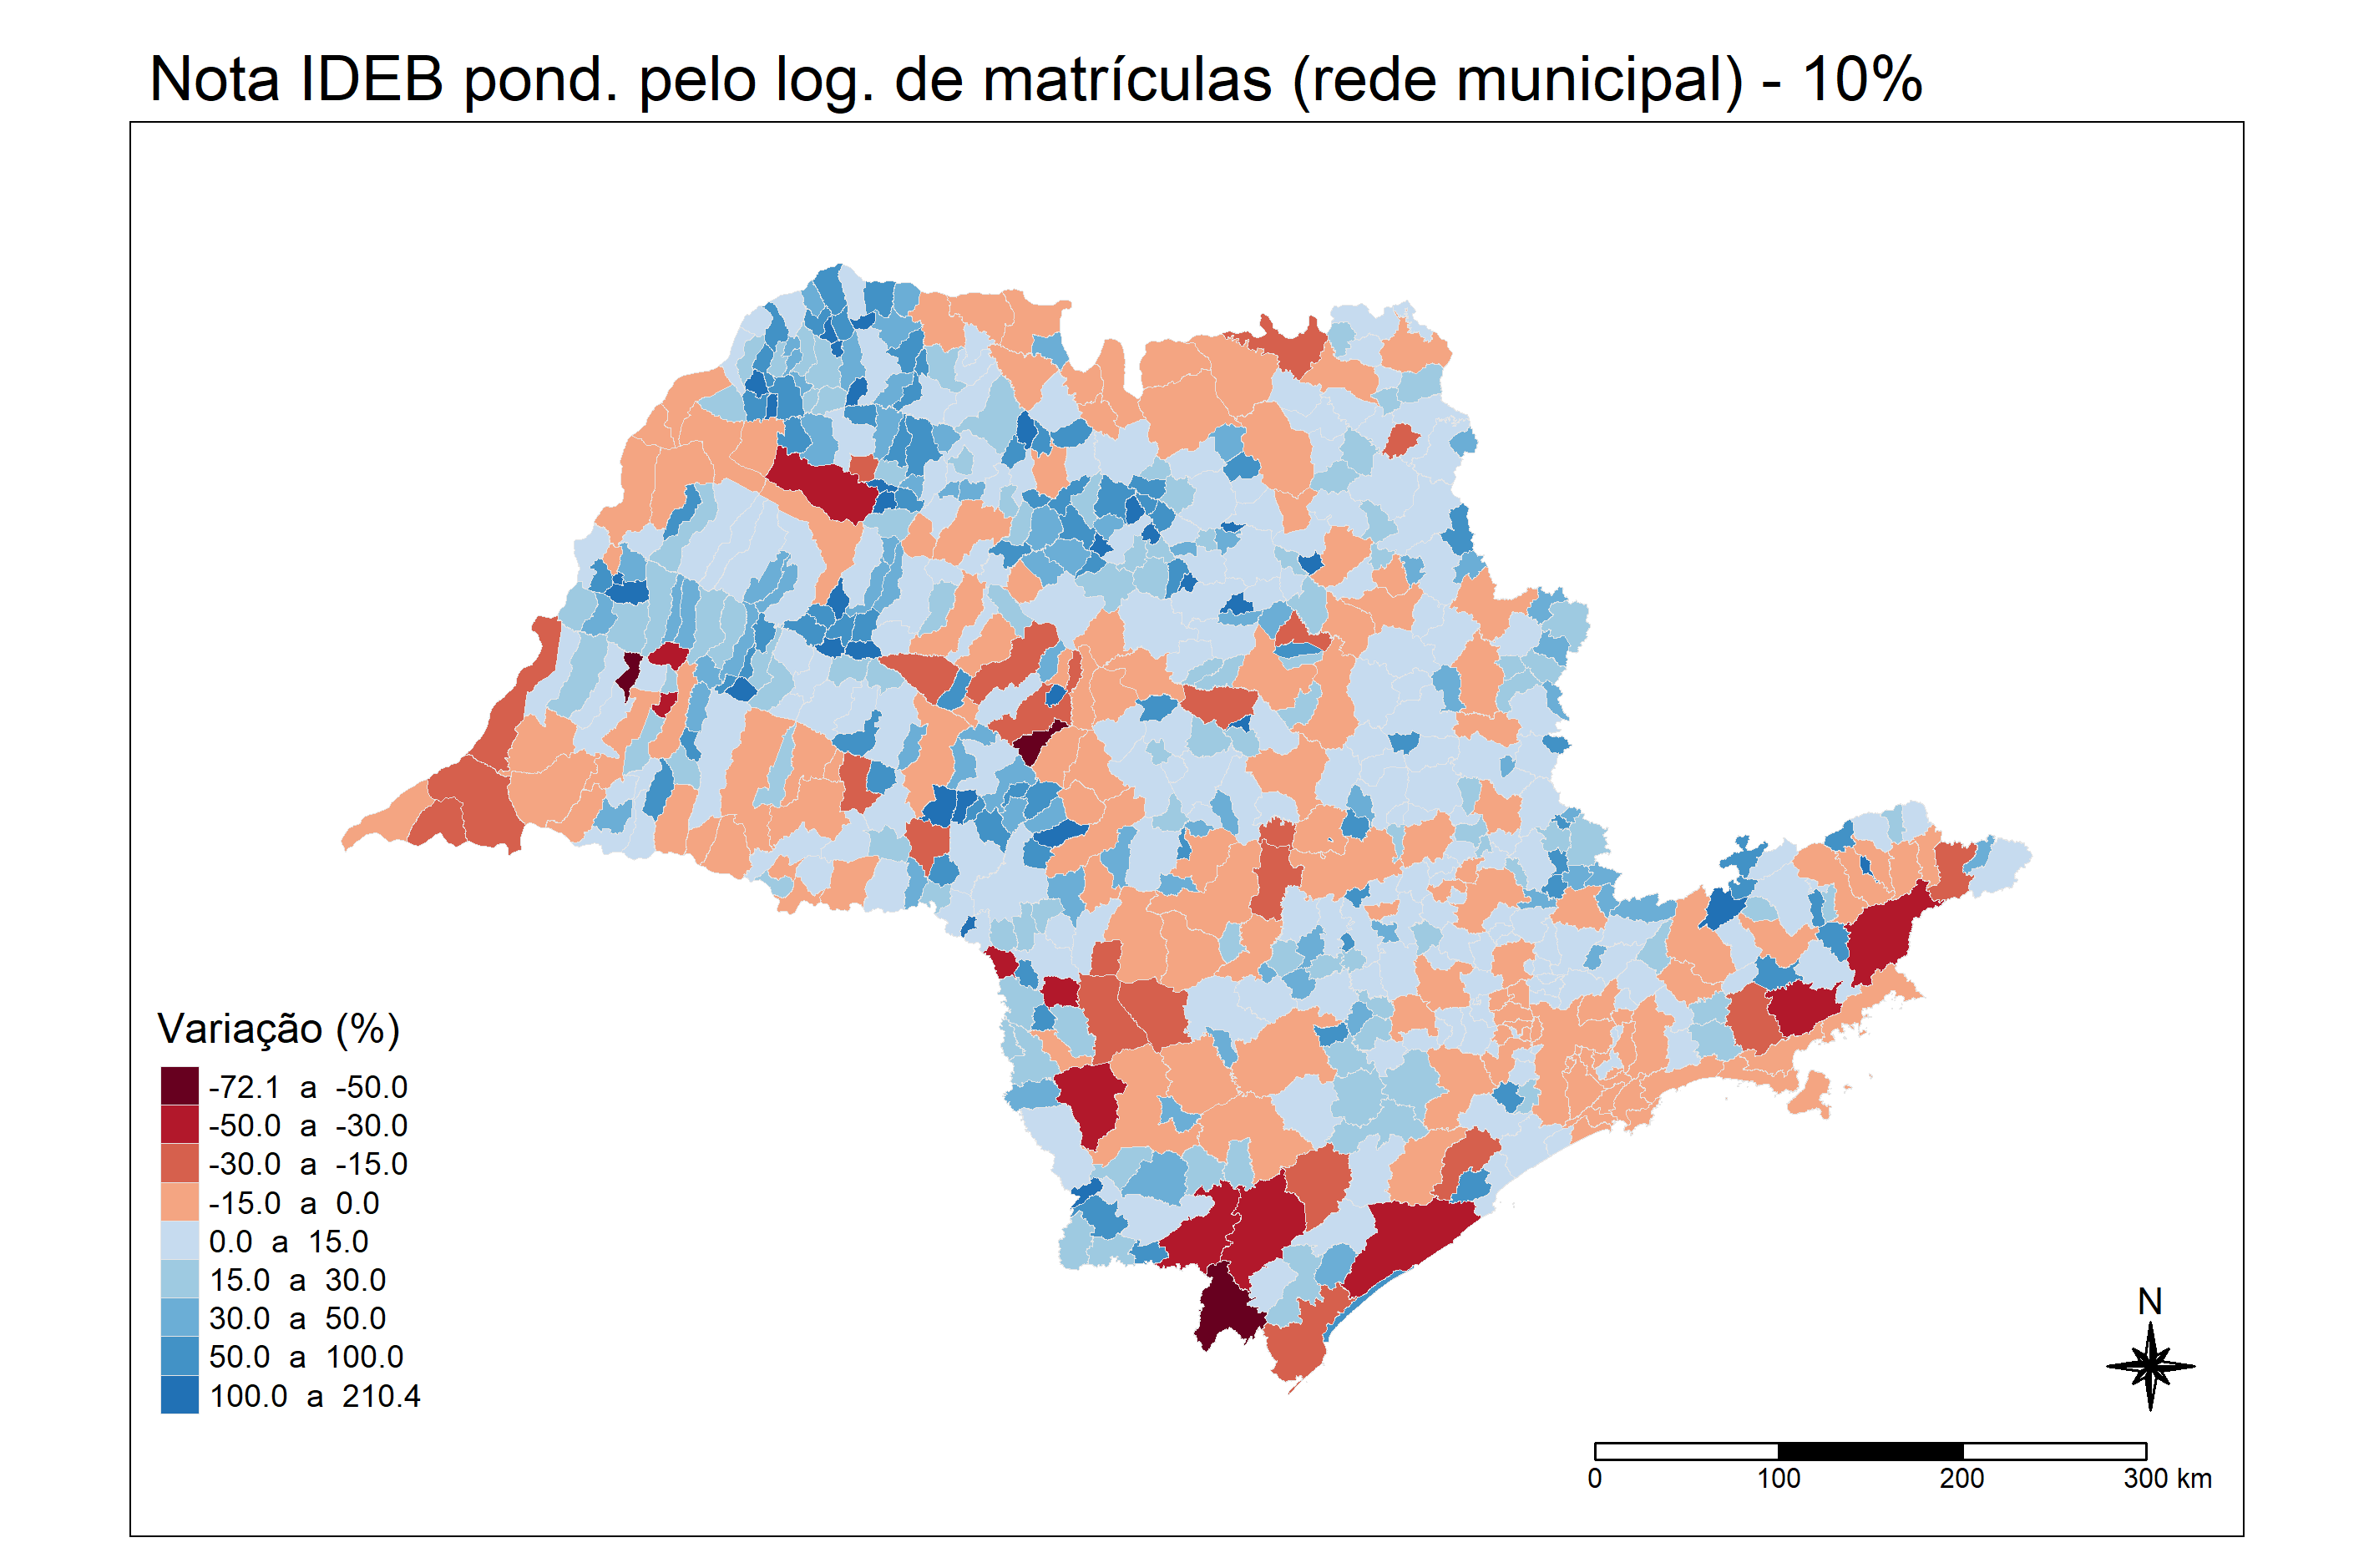 Nota IDEB pond. pelo log. de matrículas (rede municipal) - 10%
Variação (%)
-72.1 a -50.0
-50.0 a -30.0
-30.0 a -15.0
-15.0 a 0.0
0.0 a 15.0
15.0 a 30.0
30.0 a 50.0
50.0 a 100.0
100.0 a 210.4
N
0 100 200 300 km